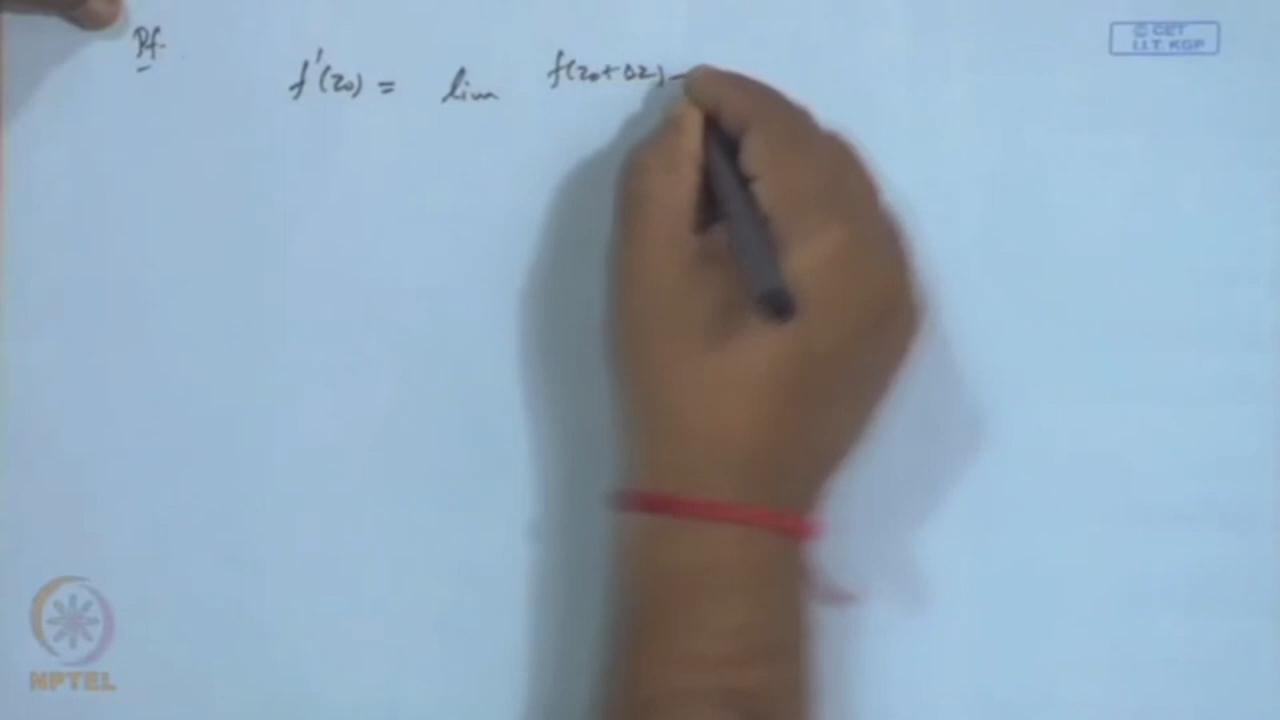 Pf.
© CET
I.I.T. KGP
f'(z₀) = lim f(z₀+Δz) -
NPTEL